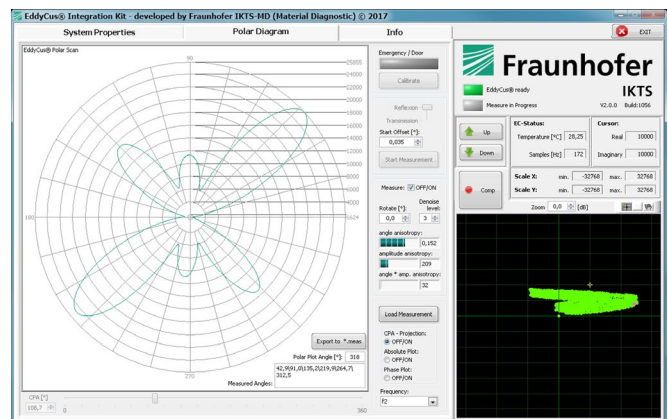 EddyCus® Integration Kit - developed by Fraunhofer IKTS-MD (Material Diagnostic) © 2017
System Properties
Polar Diagram
Info
EXIT
EddyCus® Polar Scan
90
25855
24000
22000
20000
18000
16000
14000
12000
10000
8000
6000
4000
1624
180
270
Export to *.meas
Polar Plot Angle [°]: 318
Measured Angles:
42,9|91,0|135,2|219,9|264,7|
312,5
CPA [°]
108,7
0
360
Emergency / Door
Calibrate
Reflexion
Transmission
Start Offset [°]:
0,035
Start Measurement
Measure: OFF/ON
Rotate [°]:
0,0
Denoise level:
3
angle anisotropy:
0,152
amplitude anisotropy:
209
angle * amp. anisotropy:
32
Load Measurement
CPA - Projection:
OFF/ON
Absolute Plot:
OFF/ON
Phase Plot:
OFF/ON
Frequency:
f2
Fraunhofer
IKTS
EddyCus® ready
Measure in Progress
V2.0.0 Build:1056
Up
Down
Comp
EC-Status:
Temperature [°C] 28,25
Samples [Hz] 172
Cursor:
Real 10000
Imaginary 10000
Scale X: min. -32768 max. 32768
Scale Y: min. -32768 max. 32768
Zoom 0,0 [dB]